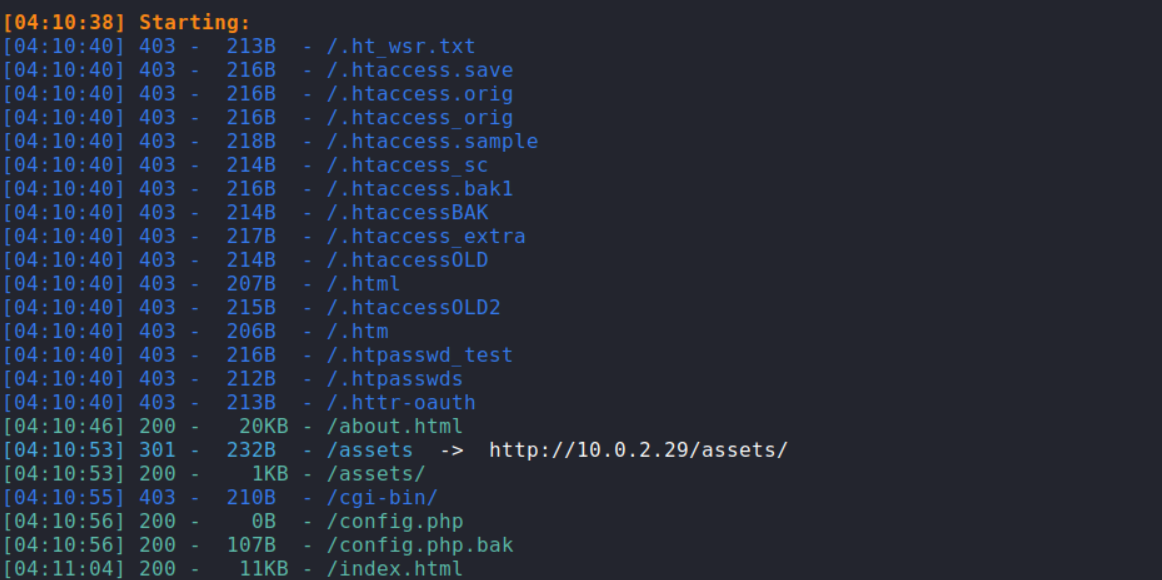 [04:10:38] Starting:
[04:10:40] 403 -  213B  - /.ht_wsr.txt
[04:10:40] 403 -  216B  - /.htaccess.save
[04:10:40] 403 -  216B  - /.htaccess.orig
[04:10:40] 403 -  216B  - /.htaccess_orig
[04:10:40] 403 -  218B  - /.htaccess.sample
[04:10:40] 403 -  214B  - /.htaccess_sc
[04:10:40] 403 -  216B  - /.htaccess.bak1
[04:10:40] 403 -  214B  - /.htaccessBAK
[04:10:40] 403 -  217B  - /.htaccess_extra
[04:10:40] 403 -  214B  - /.htaccessOLD
[04:10:40] 403 -  207B  - /.html
[04:10:40] 403 -  215B  - /.htaccessOLD2
[04:10:40] 403 -  206B  - /.htm
[04:10:40] 403 -  216B  - /.htpasswd_test
[04:10:40] 403 -  212B  - /.htpasswds
[04:10:40] 403 -  213B  - /.httr-oauth
[04:10:46] 200 -   20KB - /about.html
[04:10:53] 301 -  232B  - /assets  ->  http://10.0.2.29/assets/
[04:10:53] 200 -    1KB - /assets/
[04:10:55] 403 -  210B  - /cgi-bin/
[04:10:56] 200 -    0B  - /config.php
[04:10:56] 200 -  107B  - /config.php.bak
[04:11:04] 200 -   11KB - /index.html